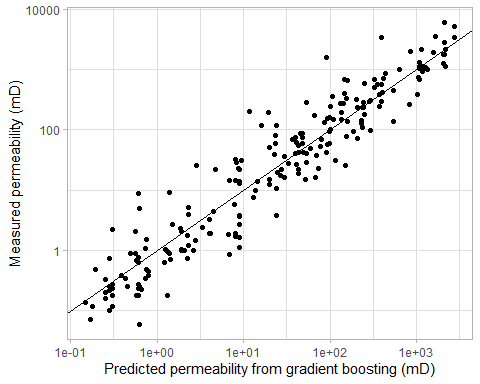 10000
100
1
Measured permeability (mD)
1e-01 1e+00 1e+01 1e+02 1e+03
Predicted permeability from gradient boosting (mD)